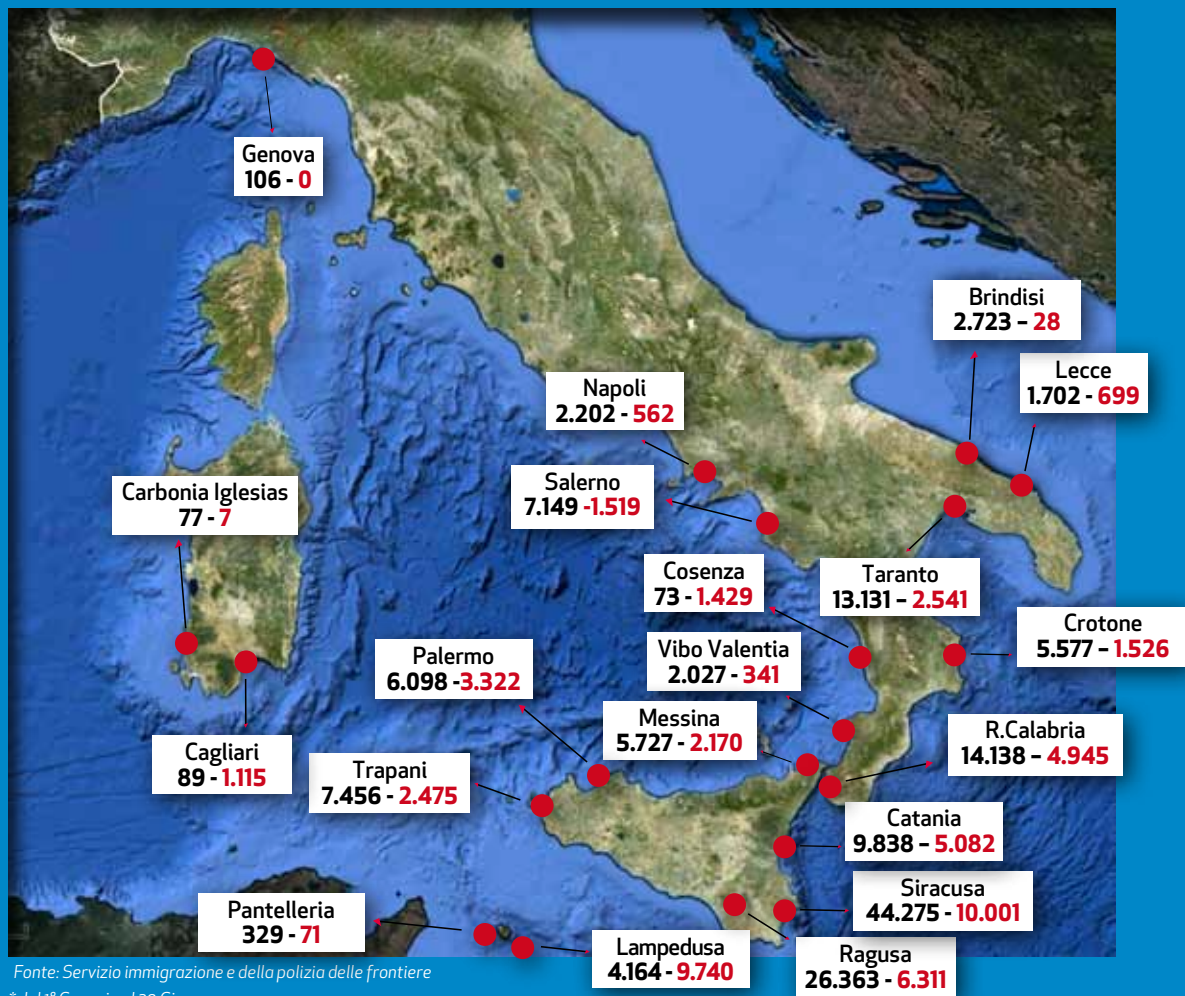 Genova
106 - 0
Brindisi
2.723 – 28
Lecce
1.702 - 699
Napoli
2.202 - 562
Salerno
7.149 -1.519
Carbonia Iglesias
77 - 7
Cosenza
73 - 1.429
Taranto
13.131 – 2.541
Crotone
5.577 – 1.526
Palermo
6.098 -3.322
Vibo Valentia
2.027 - 341
Messina
5.727 - 2.170
R.Calabria
14.138 – 4.945
Cagliari
89 - 1.115
Trapani
7.456 - 2.475
Catania
9.838 – 5.082
Siracusa
44.275 - 10.001
Pantelleria
329 - 71
Lampedusa
4.164 - 9.740
Ragusa
26.363 - 6.311
Fonte: Servizio immigrazione e della polizia delle frontiere